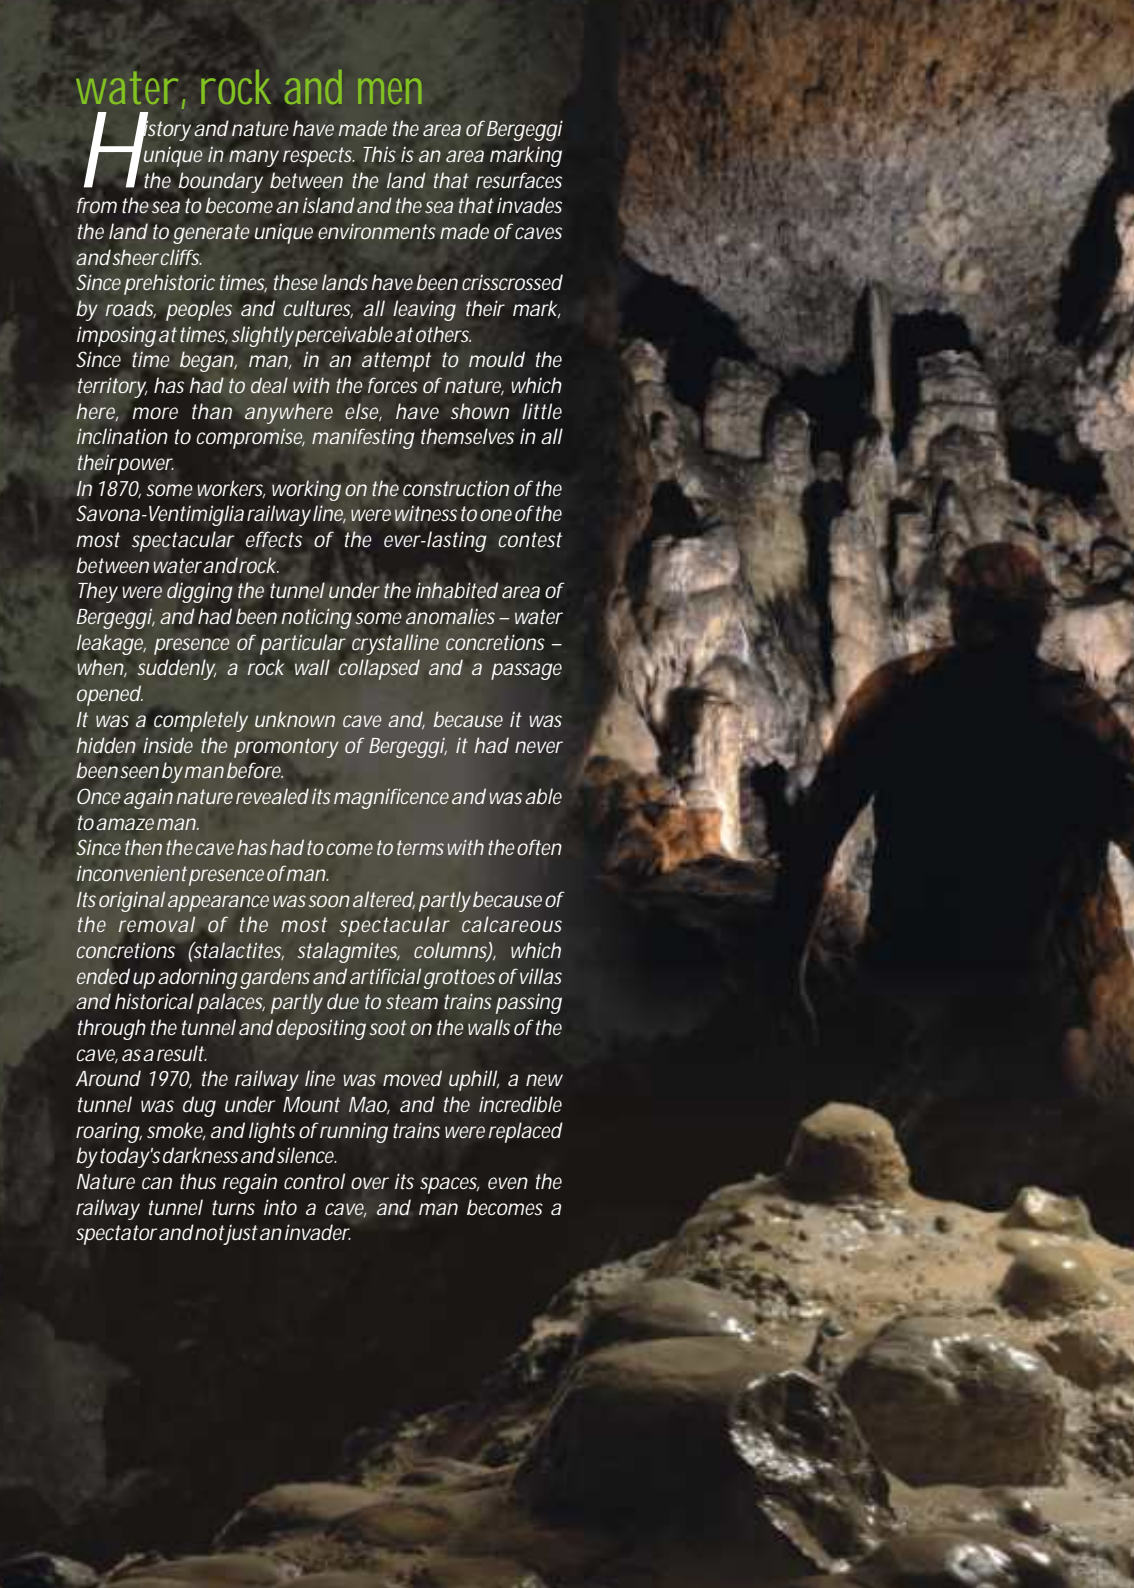 water, rock and men
History and nature have made the area of Bergeggi
unique in many respects. This is an area marking
the boundary between the land that resurfaces
from the sea to become an island and the sea that invades
the land to generate unique environments made of caves
and sheer cliffs.
Since prehistoric times, these lands have been crisscrossed
by roads, peoples and cultures, all leaving their mark,
imposing at times, slightly perceivable at others.
Since time began, man, in an attempt to mould the
territory, has had to deal with the forces of nature, which
here, more than anywhere else, have shown little
inclination to compromise, manifesting themselves in all
their power.
In 1870, some workers, working on the construction of the
Savona-Ventimiglia railway line, were witness to one of the
most spectacular effects of the ever-lasting contest
between water and rock.
They were digging the tunnel under the inhabited area of
Bergeggi, and had been noticing some anomalies – water
leakage, presence of particular crystalline concretions –
when, suddenly, a rock wall collapsed and a passage
opened.
It was a completely unknown cave and, because it was
hidden inside the promontory of Bergeggi, it had never
been seen by man before.
Once again nature revealed its magnificence and was able
to amaze man.
Since then the cave has had to come to terms with the often
inconvenient presence of man.
Its original appearance was soon altered, partly because of
the removal of the most spectacular calcareous
concretions (stalactites, stalagmites, columns), which
ended up adorning gardens and artificial grottoes of villas
and historical palaces, partly due to steam trains passing
through the tunnel and depositing soot on the walls of the
cave, as a result.
Around 1970, the railway line was moved uphill, a new
tunnel was dug under Mount Mao, and the incredible
roaring, smoke, and lights of running trains were replaced
by today's darkness and silence.
Nature can thus regain control over its spaces, even the
railway tunnel turns into a cave, and man becomes a
spectator and not just an invader.